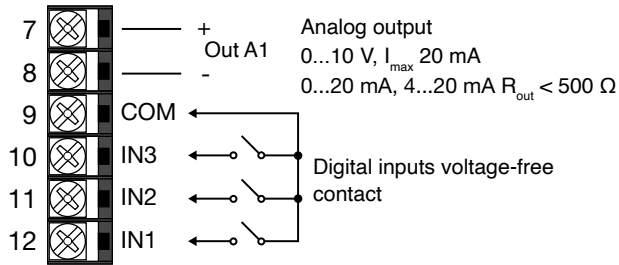 7 + Analog output
Out A1 0...10 V, Imax 20 mA
8 - 0...20 mA, 4...20 mA Rout < 500 Ω
9 COM
10 IN3
Digital inputs voltage-free
11 IN2 contact
12 IN1